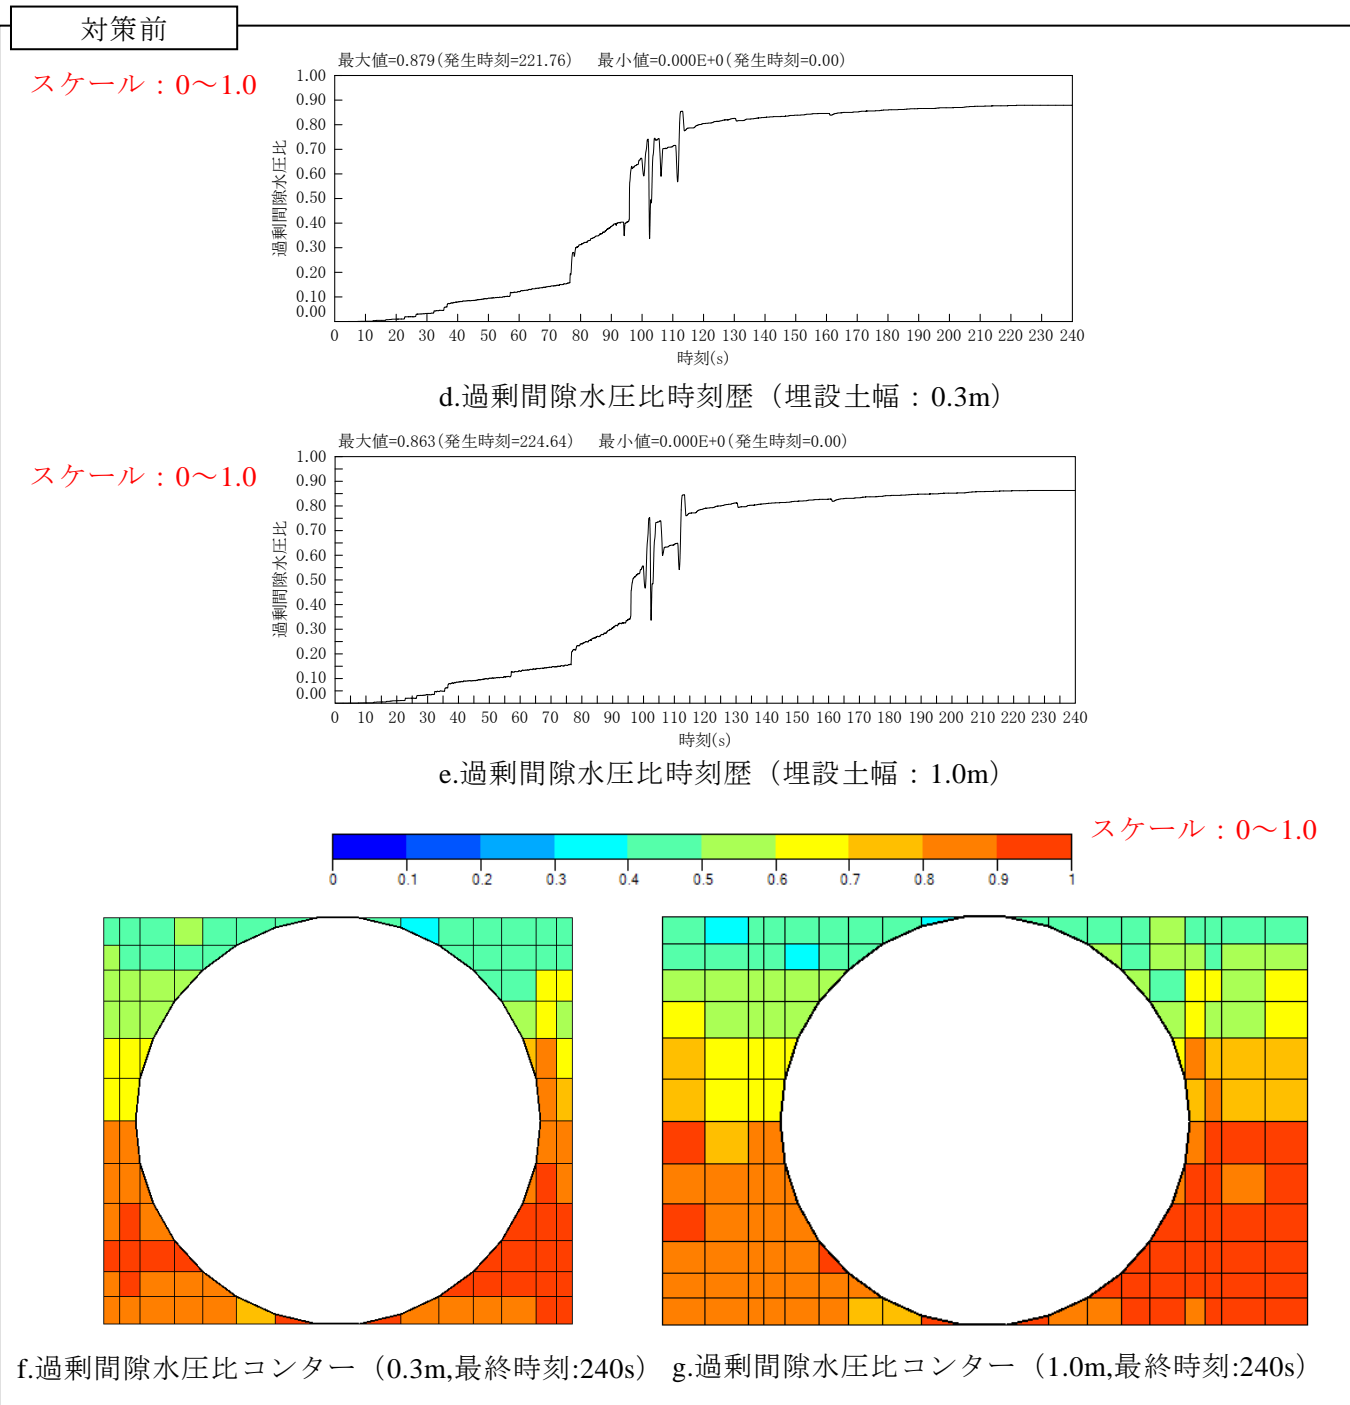 対策前
スケール：0～1.0
最大値=0.879(発生時刻=221.76) 最小値=0.000E+0(発生時刻=0.00)
過剰間隙水圧比
1.00
0.90
0.80
0.70
0.60
0.50
0.40
0.30
0.20
0.10
0.00
0 10 20 30 40 50 60 70 80 90 100 110 120 130 140 150 160 170 180 190 200 210 220 230 240
時刻(s)
d.過剰間隙水圧比時刻歴（埋設土幅：0.3m）
スケール：0～1.0
最大値=0.863(発生時刻=224.64) 最小値=0.000E+0(発生時刻=0.00)
過剰間隙水圧比
1.00
0.90
0.80
0.70
0.60
0.50
0.40
0.30
0.20
0.10
0.00
0 10 20 30 40 50 60 70 80 90 100 110 120 130 140 150 160 170 180 190 200 210 220 230 240
時刻(s)
e.過剰間隙水圧比時刻歴（埋設土幅：1.0m）
スケール：0～1.0
0 0.1 0.2 0.3 0.4 0.5 0.6 0.7 0.8 0.9 1
f.過剰間隙水圧比コンター（0.3m,最終時刻:240s）
g.過剰間隙水圧比コンター（1.0m,最終時刻:240s）